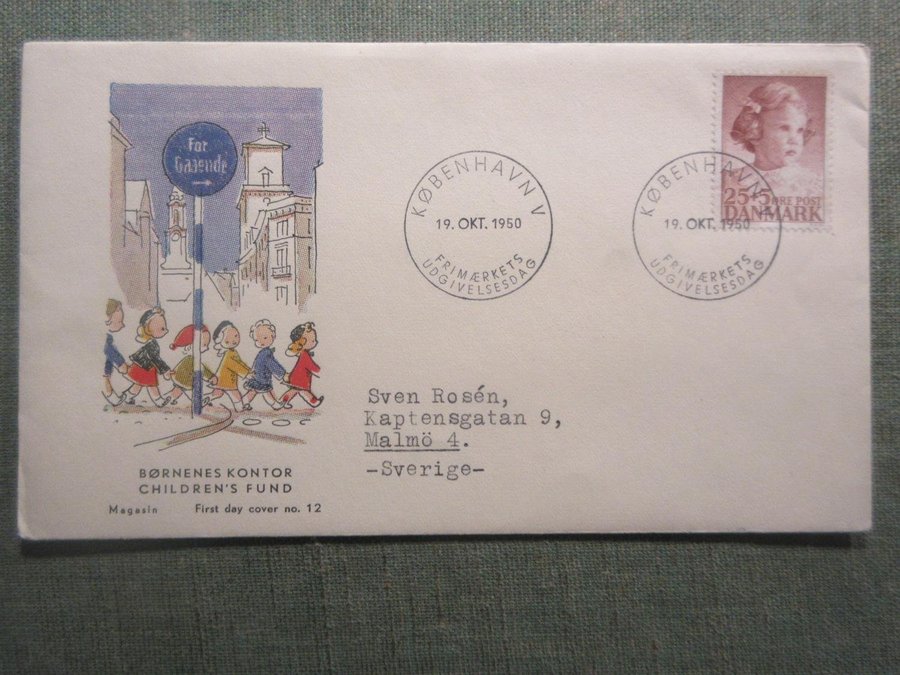 For
Gaaende
BØRNENES KONTOR
CHILDREN'S FUND
Magasin First day cover no. 12
KØBENHAVN V
19. OKT. 1950
FRIMÆRKETS
UDGIVELSESDAG
KØBENHAVN V
19. OKT. 1950
FRIMÆRKETS
UDGIVELSESDAG
25+5 ØRE POST
DANMARK
Sven Rosén,
Kaptensgatan 9,
Malmö 4.
-Sverige-